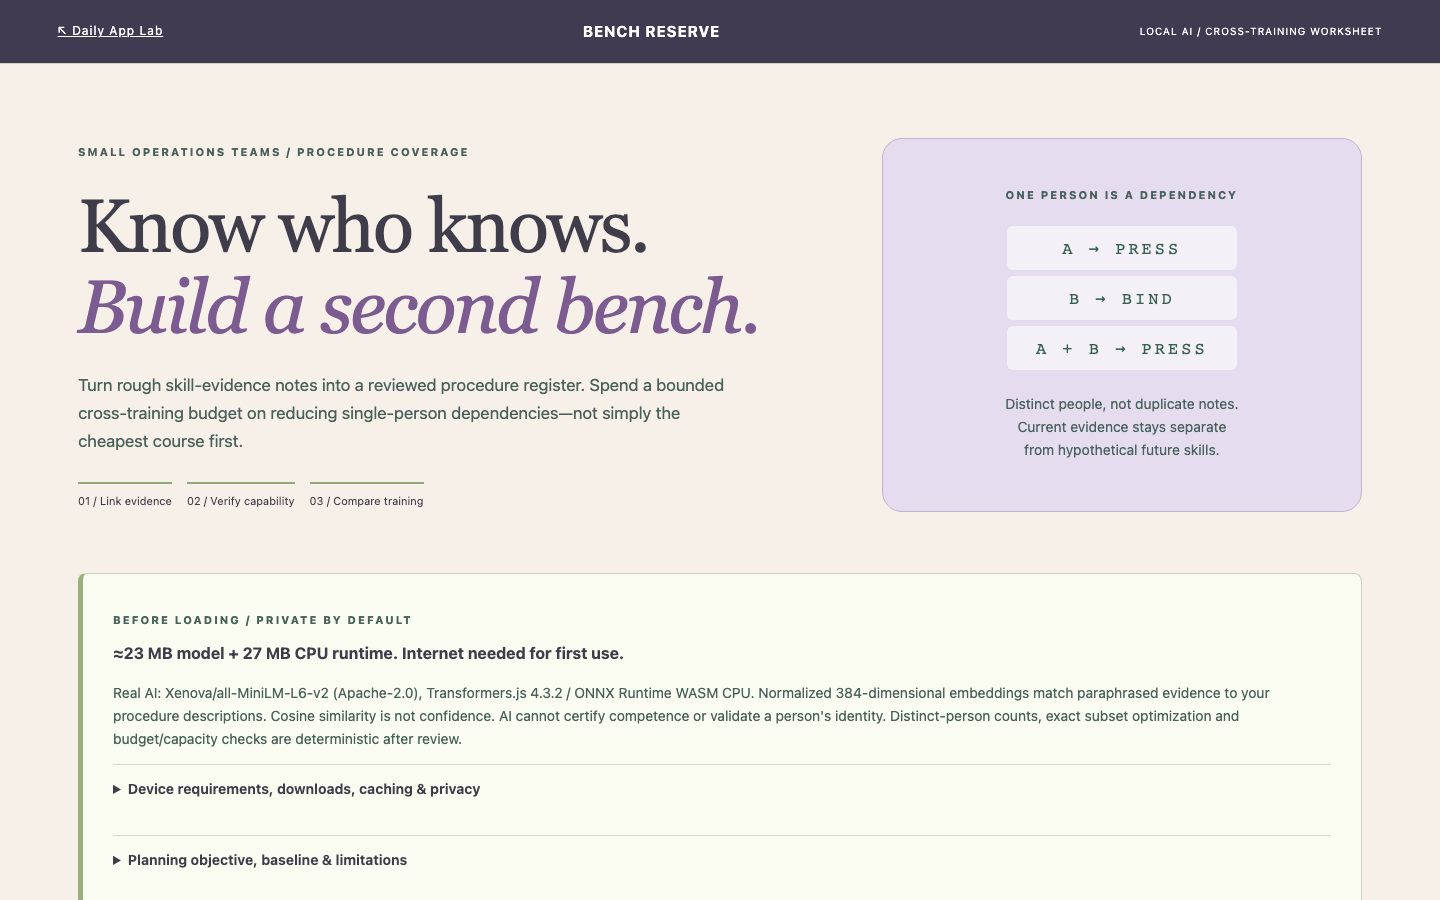 ↖ Daily App Lab
BENCH RESERVE
LOCAL AI / CROSS-TRAINING WORKSHEET
SMALL OPERATIONS TEAMS / PROCEDURE COVERAGE
Know who knows.
Build a second bench.
Turn rough skill-evidence notes into a reviewed procedure register. Spend a bounded
cross-training budget on reducing single-person dependencies—not simply the
cheapest course first.
01 / Link evidence
02 / Verify capability
03 / Compare training
ONE PERSON IS A DEPENDENCY
A → PRESS
B → BIND
A + B → PRESS
Distinct people, not duplicate notes.
Current evidence stays separate
from hypothetical future skills.
BEFORE LOADING / PRIVATE BY DEFAULT
≈23 MB model + 27 MB CPU runtime. Internet needed for first use.
Real AI: Xenova/all-MiniLM-L6-v2 (Apache-2.0), Transformers.js 4.3.2 / ONNX Runtime WASM CPU. Normalized 384-dimensional embeddings match paraphrased evidence to your
procedure descriptions. Cosine similarity is not confidence. AI cannot certify competence or validate a person's identity. Distinct-person counts, exact subset optimization and
budget/capacity checks are deterministic after review.
▶ Device requirements, downloads, caching & privacy
▶ Planning objective, baseline & limitations